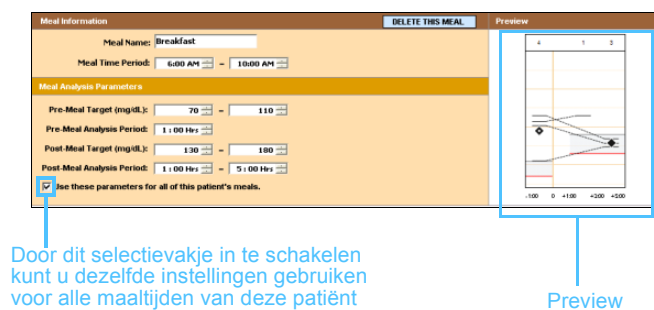 Meal Information DELETE THIS MEAL Preview
Meal Name: Breakfast
Meal Time Period: 6:00 AM - 10:00 AM
Meal Analysis Parameters
Pre-Meal Target (mg/dL): 70 - 110
Pre-Meal Analysis Period: 1:00 Hrs
Post-Meal Target (mg/dL): 130 - 180
Post-Meal Analysis Period: 1:00 Hrs - 5:00 Hrs
Use these parameters for all of this patient's meals.
4 1 3
-1:00 0 +1:00 +3:00 +5:00
Door dit selectievakje in te schakelen
kunt u dezelfde instellingen gebruiken
voor alle maaltijden van deze patiënt
Preview